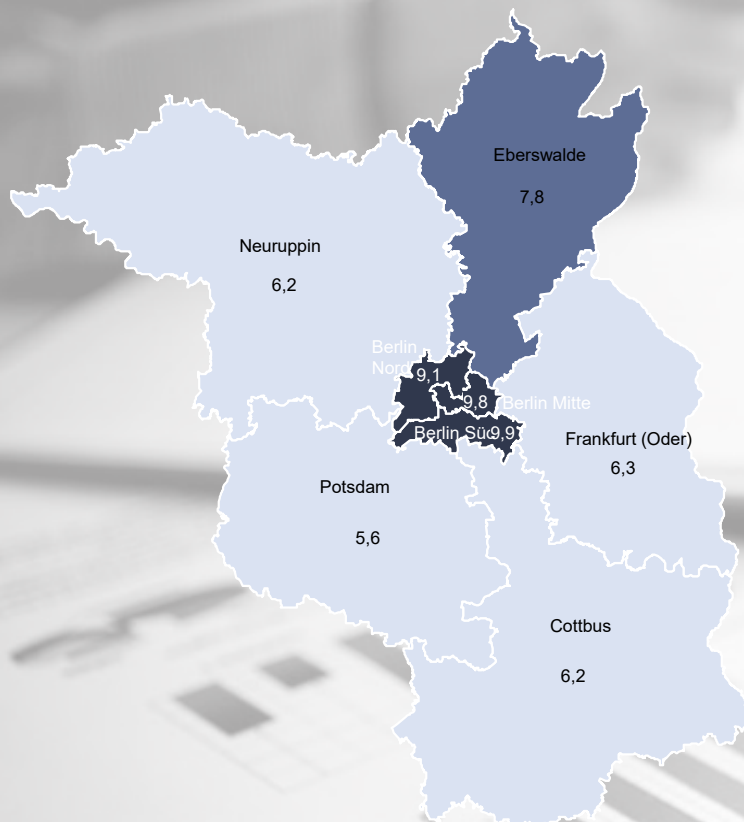 Eberswalde
7,8
Neuruppin
6,2
Berlin
Nord
9,1
9,8
Berlin Mitte
Berlin Süd
9,9
Frankfurt (Oder)
6,3
Potsdam
5,6
Cottbus
6,2